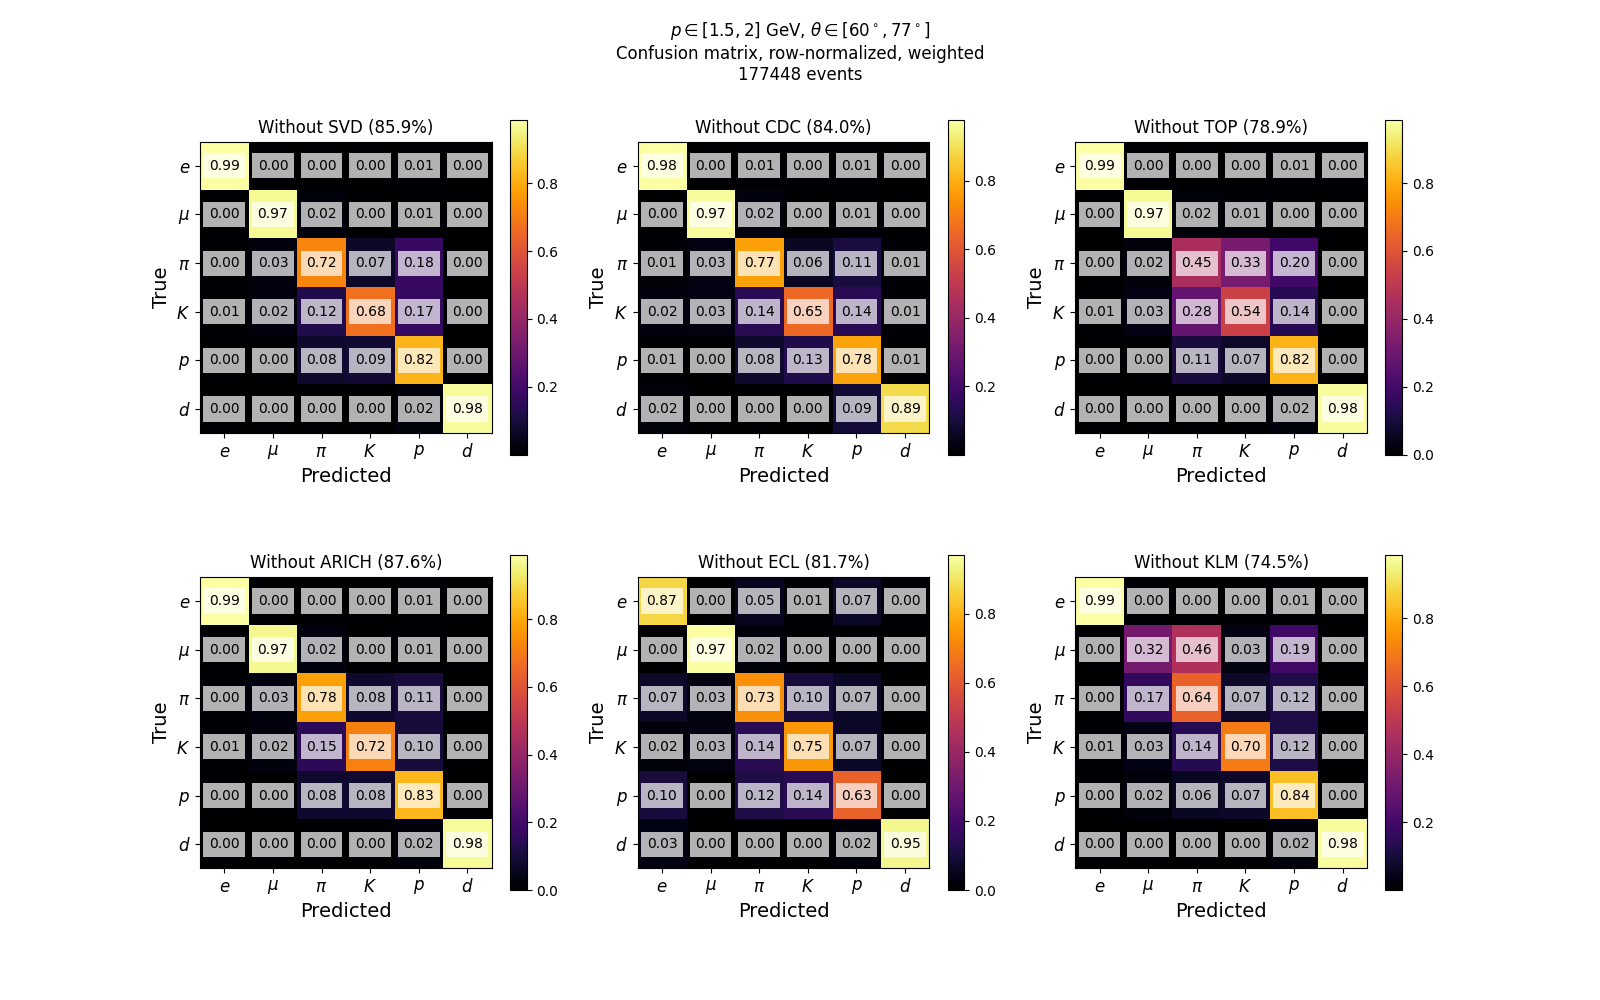 p ∈ [1.5, 2] GeV, θ ∈ [60°, 77°]
Confusion matrix, row-normalized, weighted
177448 events
Without SVD (85.9%)
True
e 0.99 0.00 0.00 0.00 0.01 0.00
μ 0.00 0.97 0.02 0.00 0.01 0.00
π 0.00 0.03 0.72 0.07 0.18 0.00
K 0.01 0.02 0.12 0.68 0.17 0.00
p 0.00 0.00 0.08 0.09 0.82 0.00
d 0.00 0.00 0.00 0.00 0.02 0.98
e μ π K p d
Predicted
0.8
0.6
0.4
0.2
Without CDC (84.0%)
True
e 0.98 0.00 0.01 0.00 0.01 0.00
μ 0.00 0.97 0.02 0.00 0.01 0.00
π 0.01 0.03 0.77 0.06 0.11 0.01
K 0.02 0.03 0.14 0.65 0.14 0.00
p 0.01 0.00 0.08 0.13 0.78 0.01
d 0.02 0.00 0.00 0.00 0.09 0.89
e μ π K p d
Predicted
0.8
0.6
0.4
0.2
Without TOP (78.9%)
True
e 0.99 0.00 0.00 0.00 0.01 0.00
μ 0.00 0.97 0.02 0.01 0.00 0.00
π 0.00 0.02 0.45 0.33 0.20 0.00
K 0.01 0.03 0.28 0.54 0.14 0.00
p 0.00 0.00 0.11 0.07 0.82 0.00
d 0.00 0.00 0.00 0.00 0.02 0.98
e μ π K p d
Predicted
0.8
0.6
0.4
0.2
0.0
Without ARICH (87.6%)
True
e 0.99 0.00 0.00 0.00 0.01 0.00
μ 0.00 0.97 0.02 0.00 0.01 0.00
π 0.00 0.03 0.78 0.08 0.11 0.00
K 0.01 0.02 0.15 0.72 0.10 0.00
p 0.00 0.00 0.08 0.08 0.83 0.00
d 0.00 0.00 0.00 0.00 0.02 0.98
e μ π K p d
Predicted
0.8
0.6
0.4
0.2
0.0
Without ECL (81.7%)
True
e 0.87 0.00 0.05 0.01 0.07 0.00
μ 0.00 0.97 0.02 0.00 0.01 0.00
π 0.07 0.03 0.73 0.10 0.07 0.00
K 0.02 0.03 0.14 0.75 0.07 0.00
p 0.10 0.00 0.12 0.14 0.63 0.00
d 0.03 0.00 0.00 0.00 0.02 0.95
e μ π K p d
Predicted
0.8
0.6
0.4
0.2
0.0
Without KLM (74.5%)
True
e 0.99 0.00 0.00 0.00 0.01 0.00
μ 0.00 0.32 0.46 0.03 0.19 0.00
π 0.00 0.17 0.64 0.07 0.12 0.00
K 0.01 0.03 0.14 0.70 0.12 0.00
p 0.00 0.02 0.06 0.07 0.84 0.00
d 0.00 0.00 0.00 0.00 0.02 0.98
e μ π K p d
Predicted
0.8
0.6
0.4
0.2